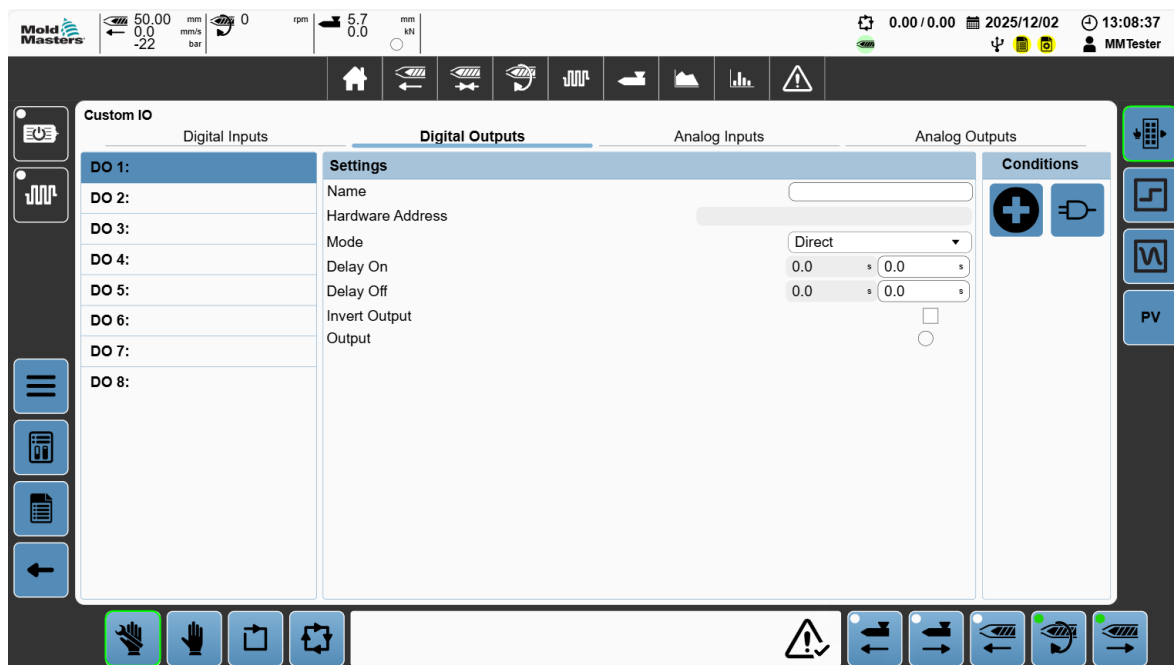 Mold Masters
50.00 mm
0.0 mm/s
-22 bar
0 rpm
5.7 mm
0.0 kN
0.00 / 0.00
2025/12/02
13:08:37
MMTester
Custom IO
Digital Inputs
Digital Outputs
Analog Inputs
Analog Outputs
DO 1:
DO 2:
DO 3:
DO 4:
DO 5:
DO 6:
DO 7:
DO 8:
Settings
Name
Hardware Address
Mode Direct
Delay On 0.0 s 0.0 s
Delay Off 0.0 s 0.0 s
Invert Output
Output
Conditions
PV